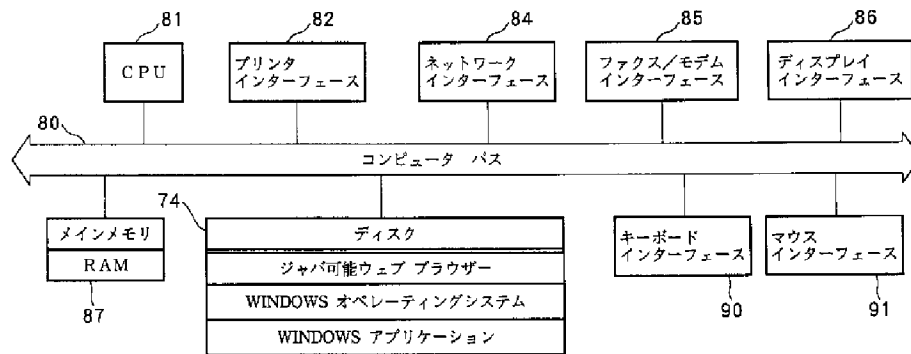 81
82
84
85
86
CPU
プリンタ
インターフェース
ネットワーク
インターフェース
ファクス/モデム
インターフェース
ディスプレイ
インターフェース
80
コンピュータ バス
74
メインメモリ
RAM
87
ディスク
ジャバ可能ウェブ ブラウザー
WINDOWS オペレーティングシステム
WINDOWS アプリケーション
キーボード
インターフェース
90
マウス
インターフェース
91